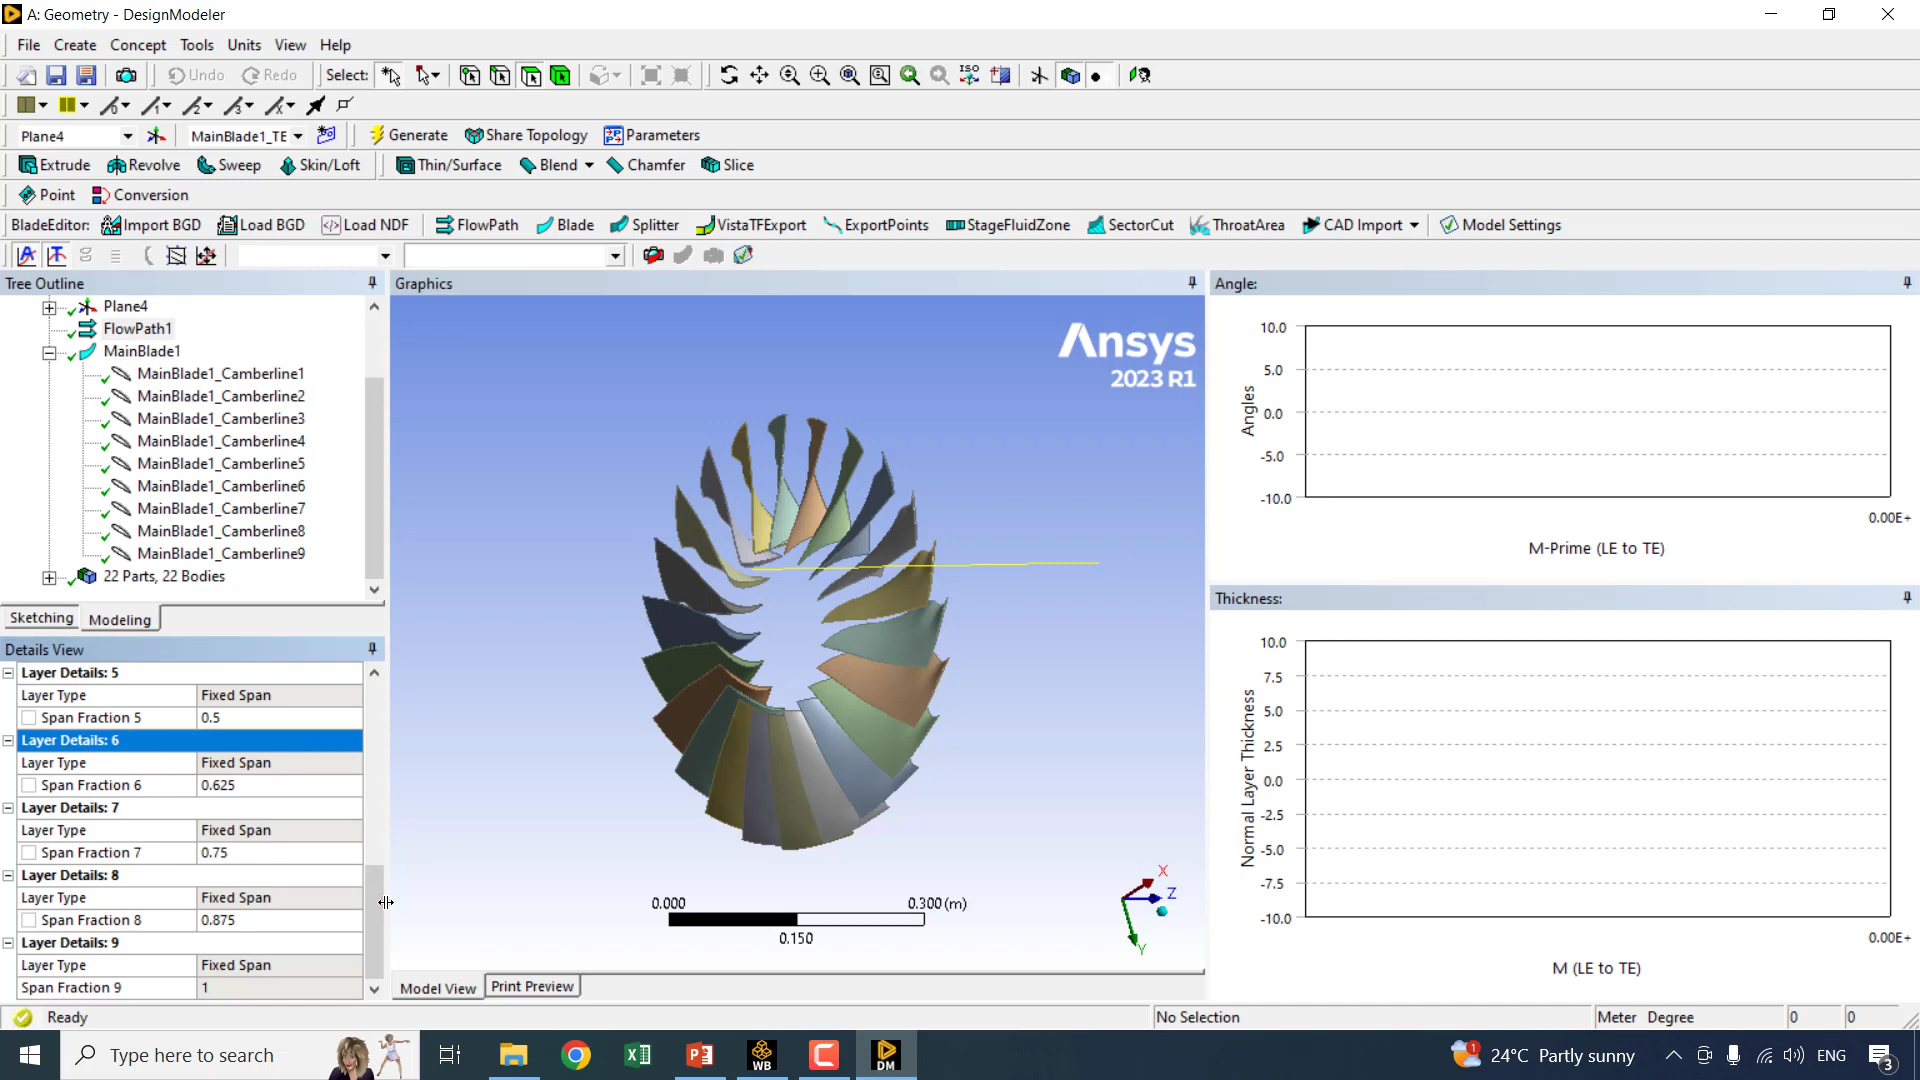 A: Geometry - DesignModeler
File Create Concept Tools Units View Help
Undo Redo Select: ISO
Plane4 MainBlade1_TE Generate Share Topology Parameters
Extrude Revolve Sweep Skin/Loft Thin/Surface Blend Chamfer Slice
Point Conversion
BladeEditor: Import BGD Load BGD Load NDF FlowPath Blade Splitter VistaTFExport ExportPoints StageFluidZone SectorCut ThroatArea CAD Import Model Settings
Tree Outline
Plane4
FlowPath1
MainBlade1
MainBlade1_Camberline1
MainBlade1_Camberline2
MainBlade1_Camberline3
MainBlade1_Camberline4
MainBlade1_Camberline5
MainBlade1_Camberline6
MainBlade1_Camberline7
MainBlade1_Camberline8
MainBlade1_Camberline9
22 Parts, 22 Bodies
Sketching Modeling
Details View
Layer Details: 5
Layer Type Fixed Span
Span Fraction 5 0.5
Layer Details: 6
Layer Type Fixed Span
Span Fraction 6 0.625
Layer Details: 7
Layer Type Fixed Span
Span Fraction 7 0.75
Layer Details: 8
Layer Type Fixed Span
Span Fraction 8 0.875
Layer Details: 9
Layer Type Fixed Span
Span Fraction 9 1
Graphics
Ansys
2023 R1
0.000 0.300 (m)
0.150
X
Z
Y
Model View Print Preview
Angle:
10.0
5.0
0.0
-5.0
-10.0
Angles
0.00E+
M-Prime (LE to TE)
Thickness:
10.0
7.5
5.0
2.5
0.0
-2.5
-5.0
-7.5
-10.0
Normal Layer Thickness
0.00E+
M (LE to TE)
Ready No Selection Meter Degree 0 0
Type here to search WB DM 1 24°C Partly sunny ENG 3